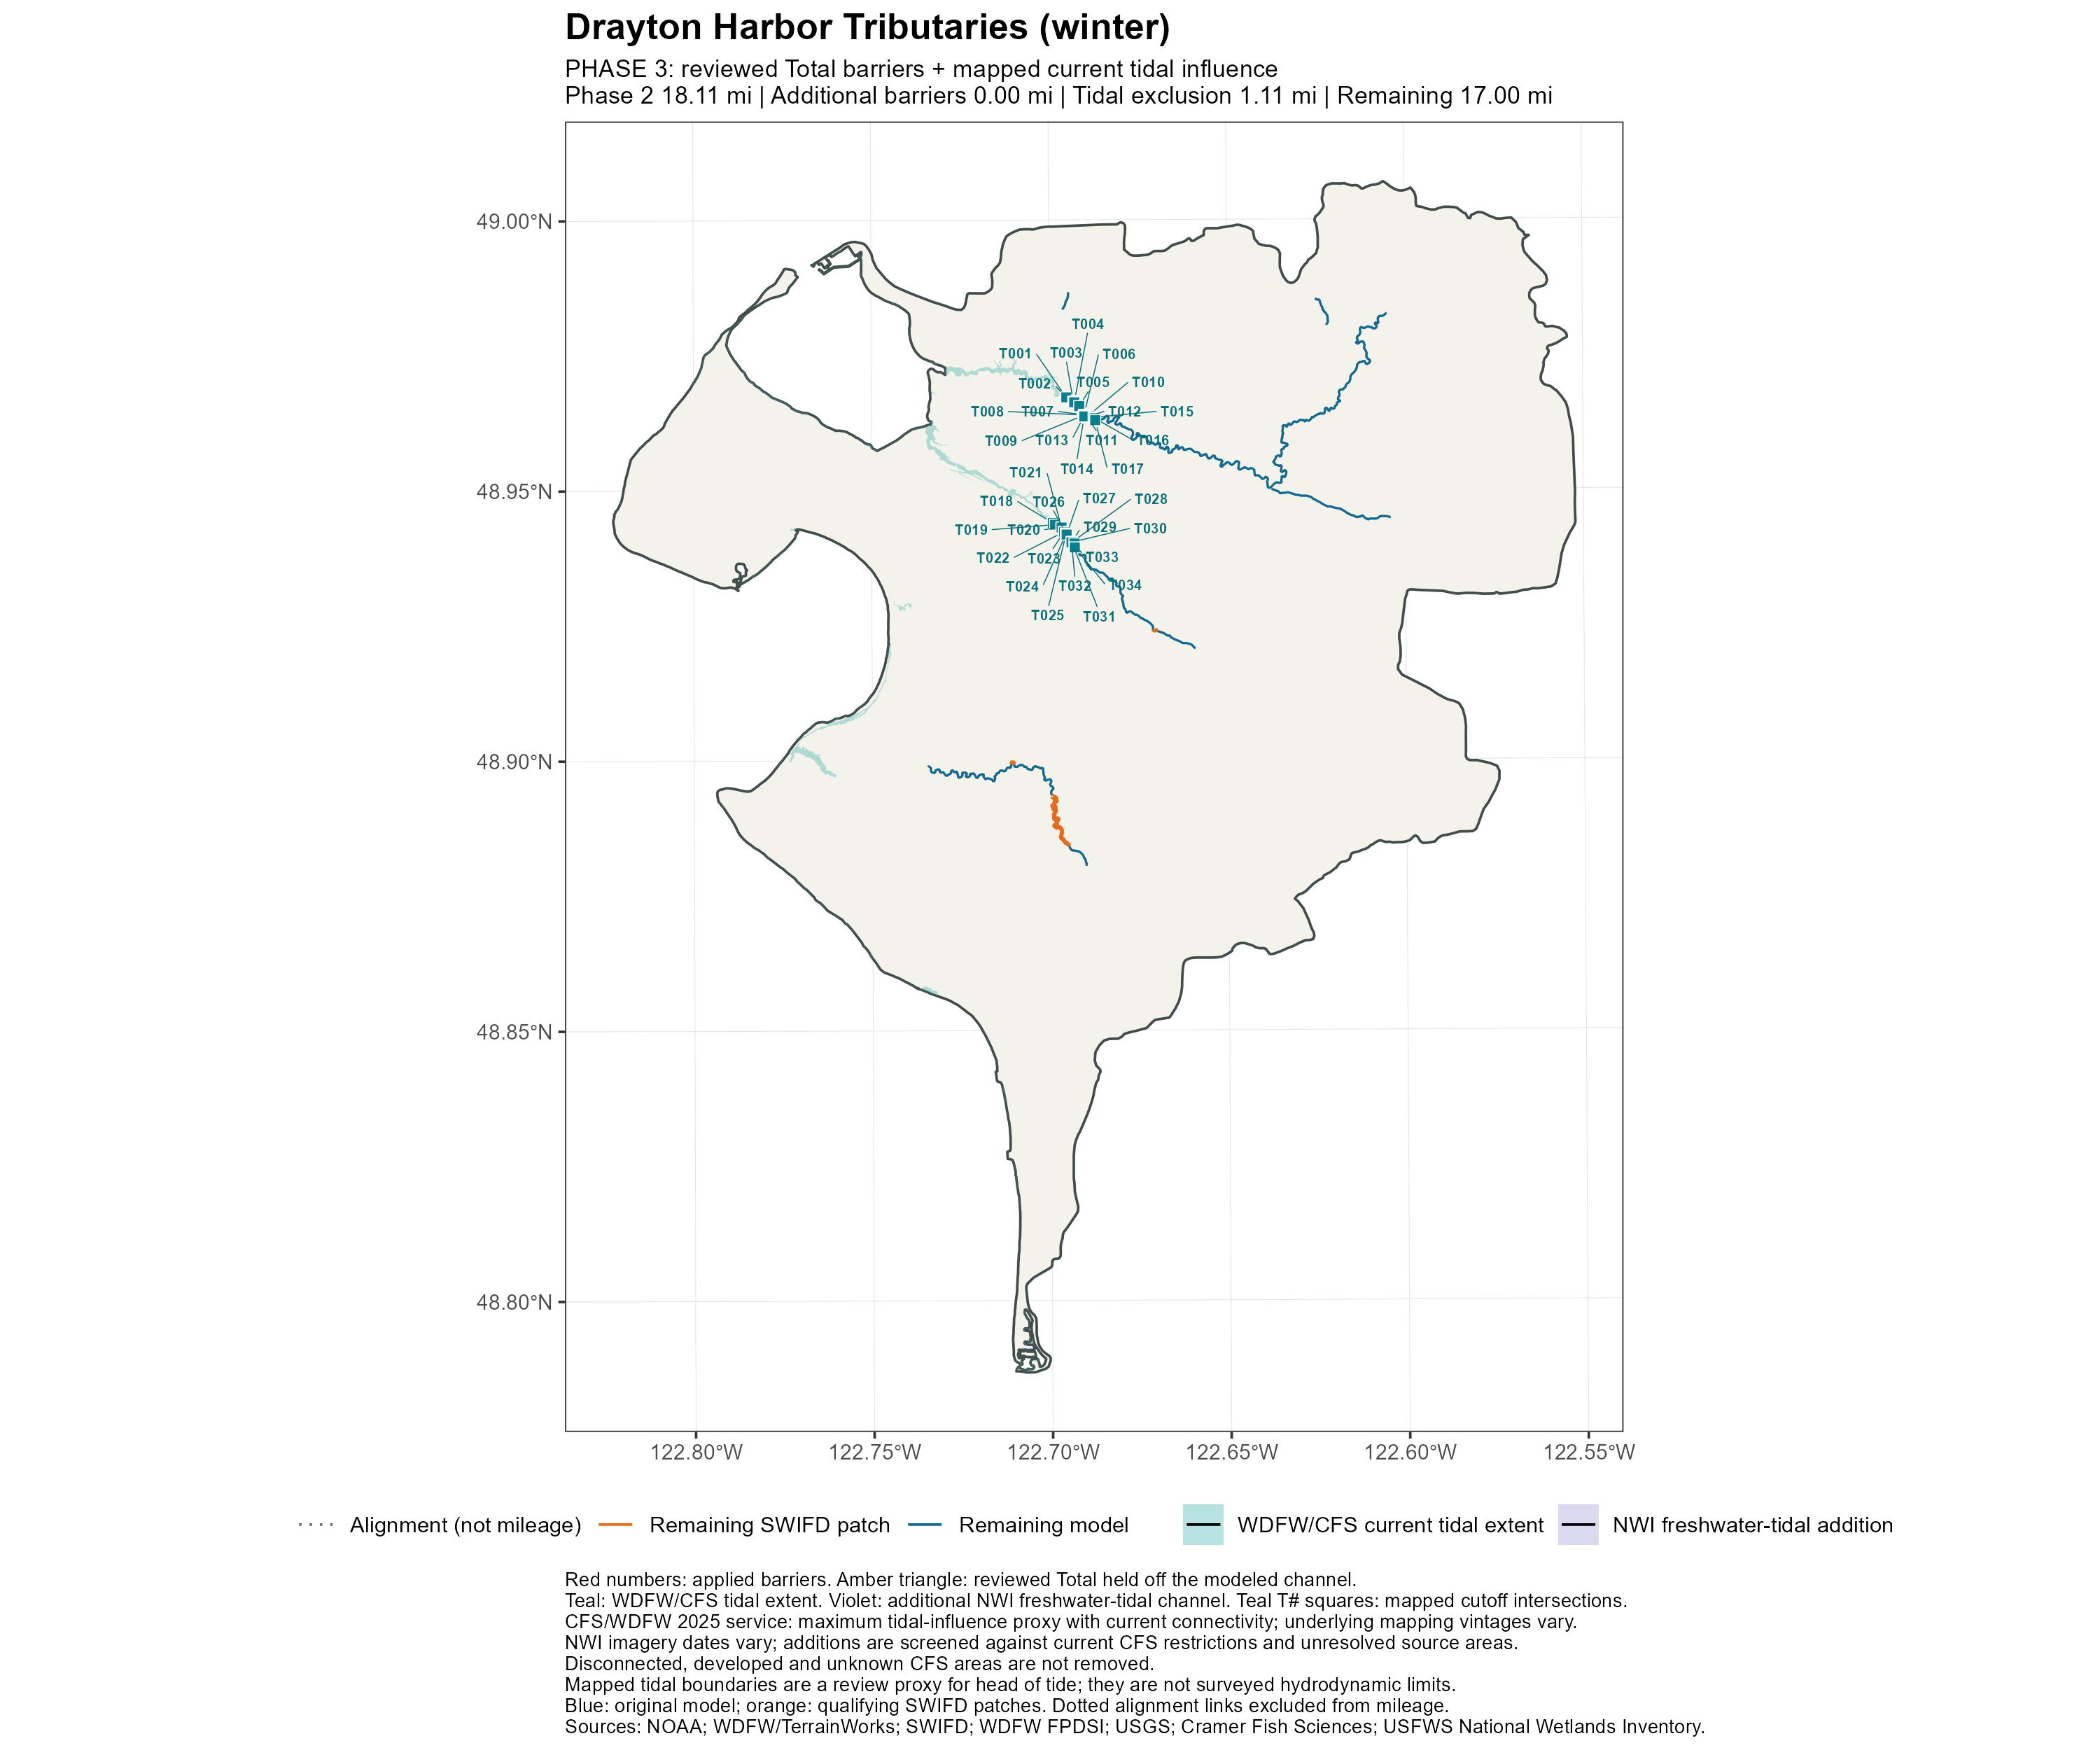 Drayton Harbor Tributaries (winter)
PHASE 3: reviewed Total barriers + mapped current tidal influence
Phase 2 18.11 mi | Additional barriers 0.00 mi | Tidal exclusion 1.11 mi | Remaining 17.00 mi
49.00°N
48.95°N
48.90°N
48.85°N
48.80°N
T004
T001
T003
T006
T002
T005
T010
T008
T007
T012
T015
T009
T013
T011
T016
T014
T017
T021
T018
T026
T027
T028
T019
T020
T029
T030
T022
T023
T033
T024
T032
T034
T025
T031
122.80°W
122.75°W
122.70°W
122.65°W
122.60°W
122.55°W
Alignment (not mileage)
Remaining SWIFD patch
Remaining model
WDFW/CFS current tidal extent
NWI freshwater-tidal addition
Red numbers: applied barriers. Amber triangle: reviewed Total held off the modeled channel.
Teal: WDFW/CFS tidal extent. Violet: additional NWI freshwater-tidal channel. Teal T# squares: mapped cutoff intersections.
CFS/WDFW 2025 service: maximum tidal-influence proxy with current connectivity; underlying mapping vintages vary.
NWI imagery dates vary; additions are screened against current CFS restrictions and unresolved source areas.
Disconnected, developed and unknown CFS areas are not removed.
Mapped tidal boundaries are a review proxy for head of tide; they are not surveyed hydrodynamic limits.
Blue: original model; orange: qualifying SWIFD patches. Dotted alignment links excluded from mileage.
Sources: NOAA; WDFW/TerrainWorks; SWIFD; WDFW FPDSI; USGS; Cramer Fish Sciences; USFWS National Wetlands Inventory.